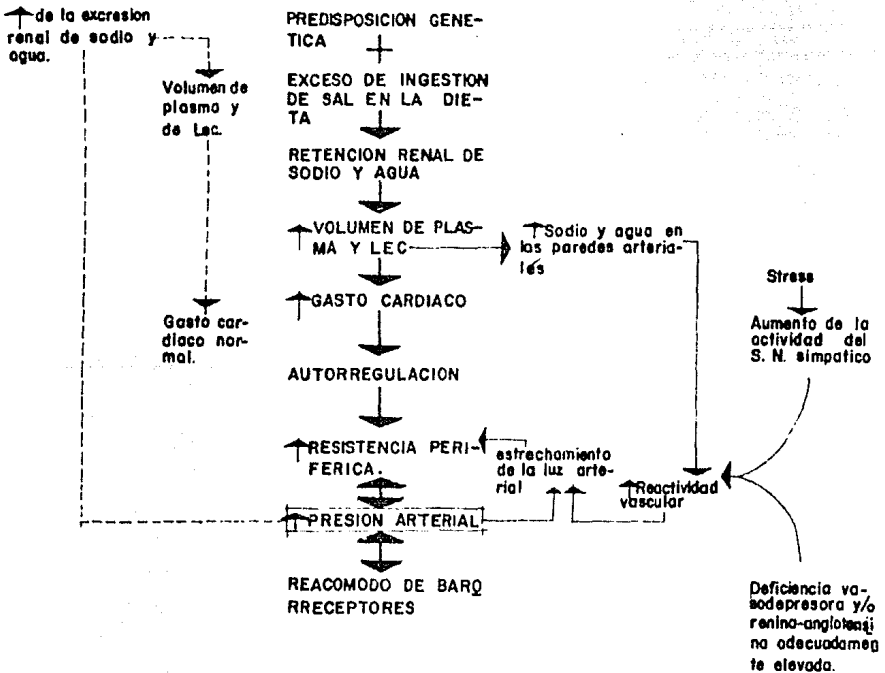 ↑de la excresion
renal de sodio y
agua.
Volumen de
plasma y
de Lec.
Gasto car-
diaco nor-
mal.
PREDISPOSICION GENE-
TICA
+
EXCESO DE INGESTION
DE SAL EN LA DIE-
TA
RETENCION RENAL DE
SODIO Y AGUA
↑VOLUMEN DE PLAS-
MA Y LEC
↑Sodio y agua en
las paredes arteria-
lés
↑GASTO CARDIACO
AUTORREGULACION
↑RESISTENCIA PERI-
FERICA.
estrechamiento
de la luz arte-
rial
↑Reactividad
vascular
↑PRESION ARTERIAL
REACOMODO DE BARO
RRECEPTORES
Stress
Aumento de la
actividad del
S. N. simpatico
Deficiencia va-
sodepresora y/o
renina-angiotensi
na adecuadamen
te elevada.